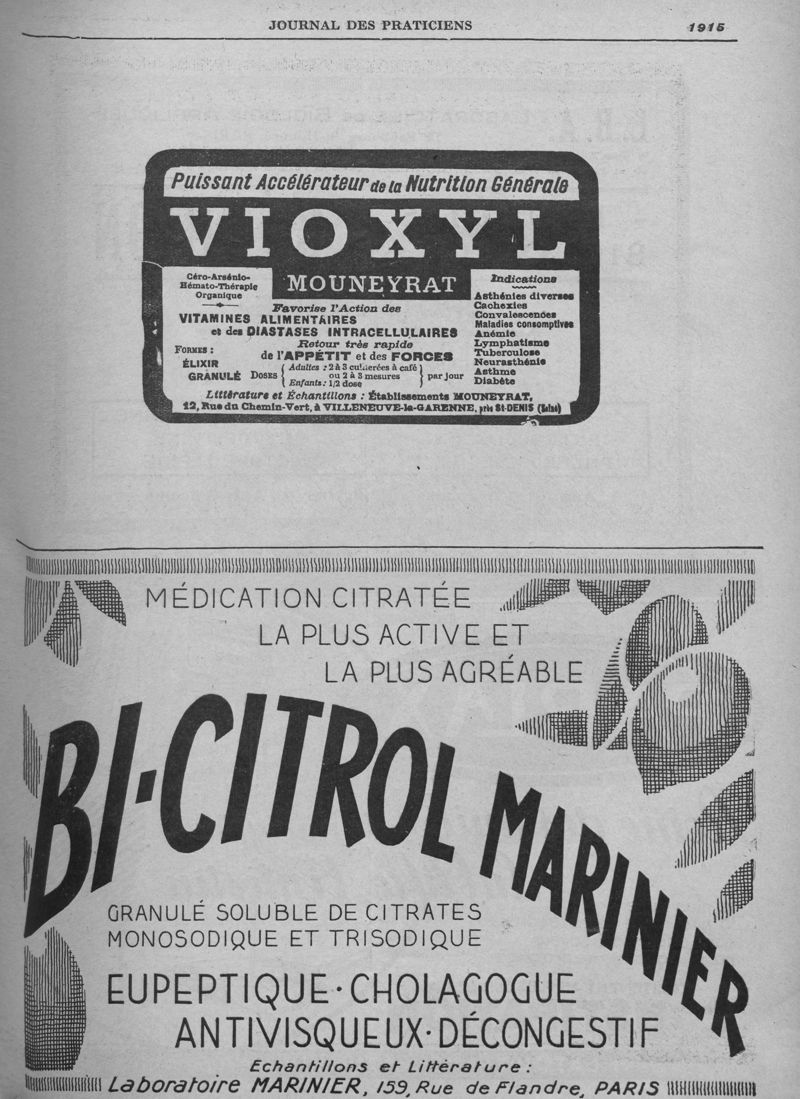 JOURNAL DES PRATICIENS 1915
Puissant Accélérateur de la Nutrition Générale
VIOXYL
MOUNEYRAT
Céro-Arsénio-
Hémato-Thérapie
Organique
Favorise l'Action des
VITAMINES ALIMENTAIRES
et des DIASTASES INTRACELLULAIRES
Retour très rapide
de l'APPÉTIT et des FORCES
FORMES :
ÉLIXIR
GRANULÉ
DOSES { Adultes : 2 à 3 cuillerées à café
ou 2 à 3 mesures
Enfants : 1/2 dose } par jour
Indications
Asthénies diverses
Cachexies
Convalescences
Maladies consomptives
Anémie
Lymphatisme
Tuberculose
Neurasthénie
Asthme
Diabète
Littérature et Échantillons : Établissements MOUNEYRAT,
12, Rue du Chemin-Vert, à VILLENEUVE-la-GARENNE, près St-DENIS (Seine)
MÉDICATION CITRATÉE
LA PLUS ACTIVE ET
LA PLUS AGRÉABLE
BI-CITROL MARINIER
GRANULÉ SOLUBLE DE CITRATES
MONOSODIQUE ET TRISODIQUE
EUPEPTIQUE · CHOLAGOGUE
ANTIVISQUEUX · DÉCONGESTIF
Echantillons et Littérature :
Laboratoire MARINIER, 159, Rue de Flandre, PARIS